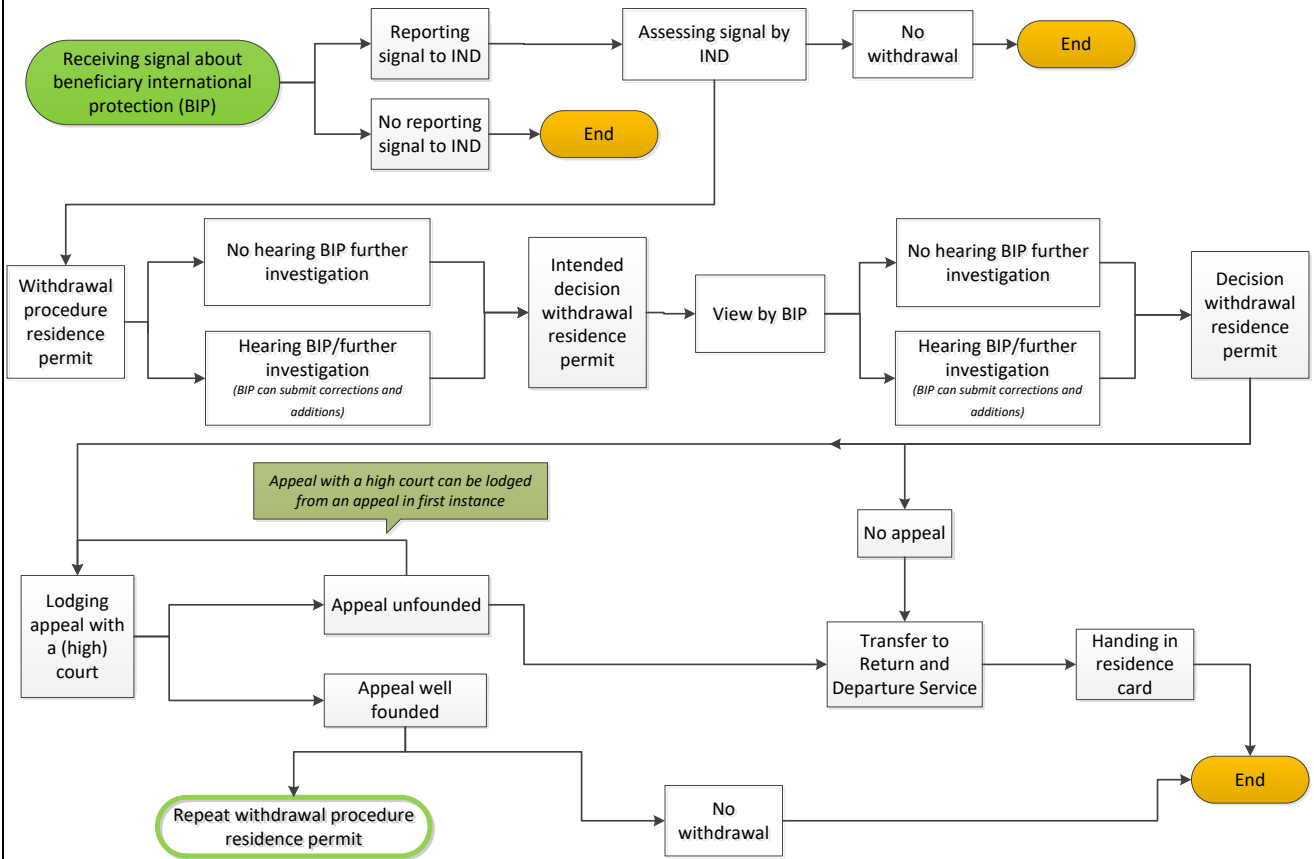 Receiving signal about
beneficiary international
protection (BIP)
Reporting
signal to IND
Assessing signal by
IND
No
withdrawal
End
No reporting
signal to IND
End
Withdrawal
procedure
residence
permit
No hearing BIP further
investigation
Hearing BIP/further
investigation
(BIP can submit corrections and
additions)
Intended
decision
withdrawal
residence
permit
View by BIP
No hearing BIP further
investigation
Hearing BIP/further
investigation
(BIP can submit corrections and
additions)
Decision
withdrawal
residence
permit
Appeal with a high court can be lodged
from an appeal in first instance
No appeal
Lodging
appeal with
a (high)
court
Appeal unfounded
Appeal well
founded
Transfer to
Return and
Departure Service
Handing in
residence
card
Repeat withdrawal procedure
residence permit
No
withdrawal
End